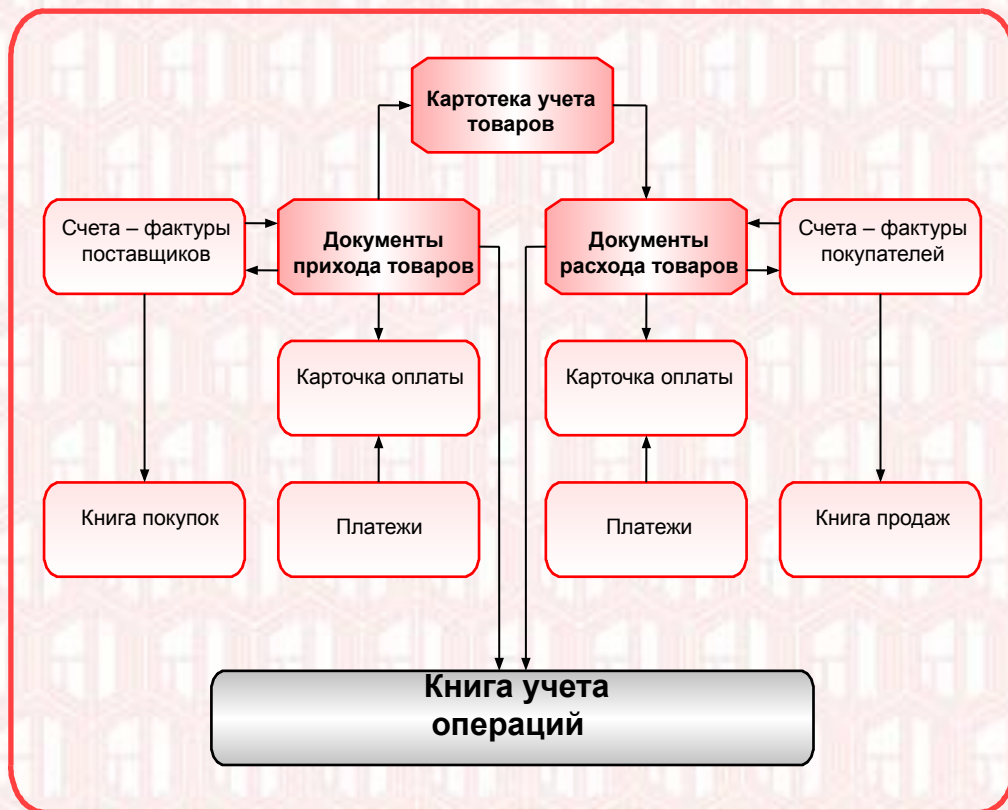 Картотека учета
товаров
Счета – фактуры
поставщиков
Документы
прихода товаров
Документы
расхода товаров
Счета – фактуры
покупателей
Карточка оплаты
Карточка оплаты
Книга покупок
Платежи
Платежи
Книга продаж
Книга учета
операций